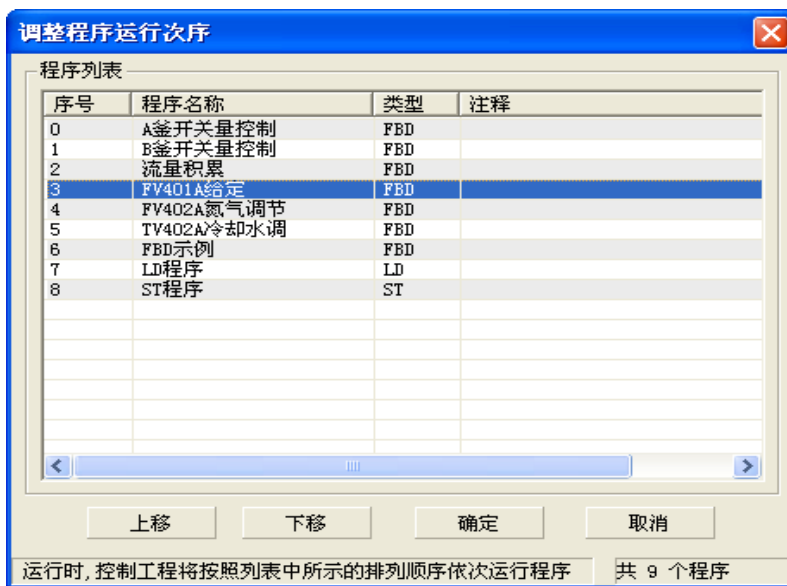 调整程序运行次序
程序列表
序号 程序名称 类型 注释
0 A釜开关量控制 FBD
1 B釜开关量控制 FBD
2 流量积累 FBD
3 FV401A给定 FBD
4 FV402A氮气调节 FBD
5 TV402A冷却水调 FBD
6 FBD示例 FBD
7 LD程序 LD
8 ST程序 ST
上移 下移 确定 取消
运行时,控制工程将按照列表中所示的排列顺序依次运行程序 共 9 个程序